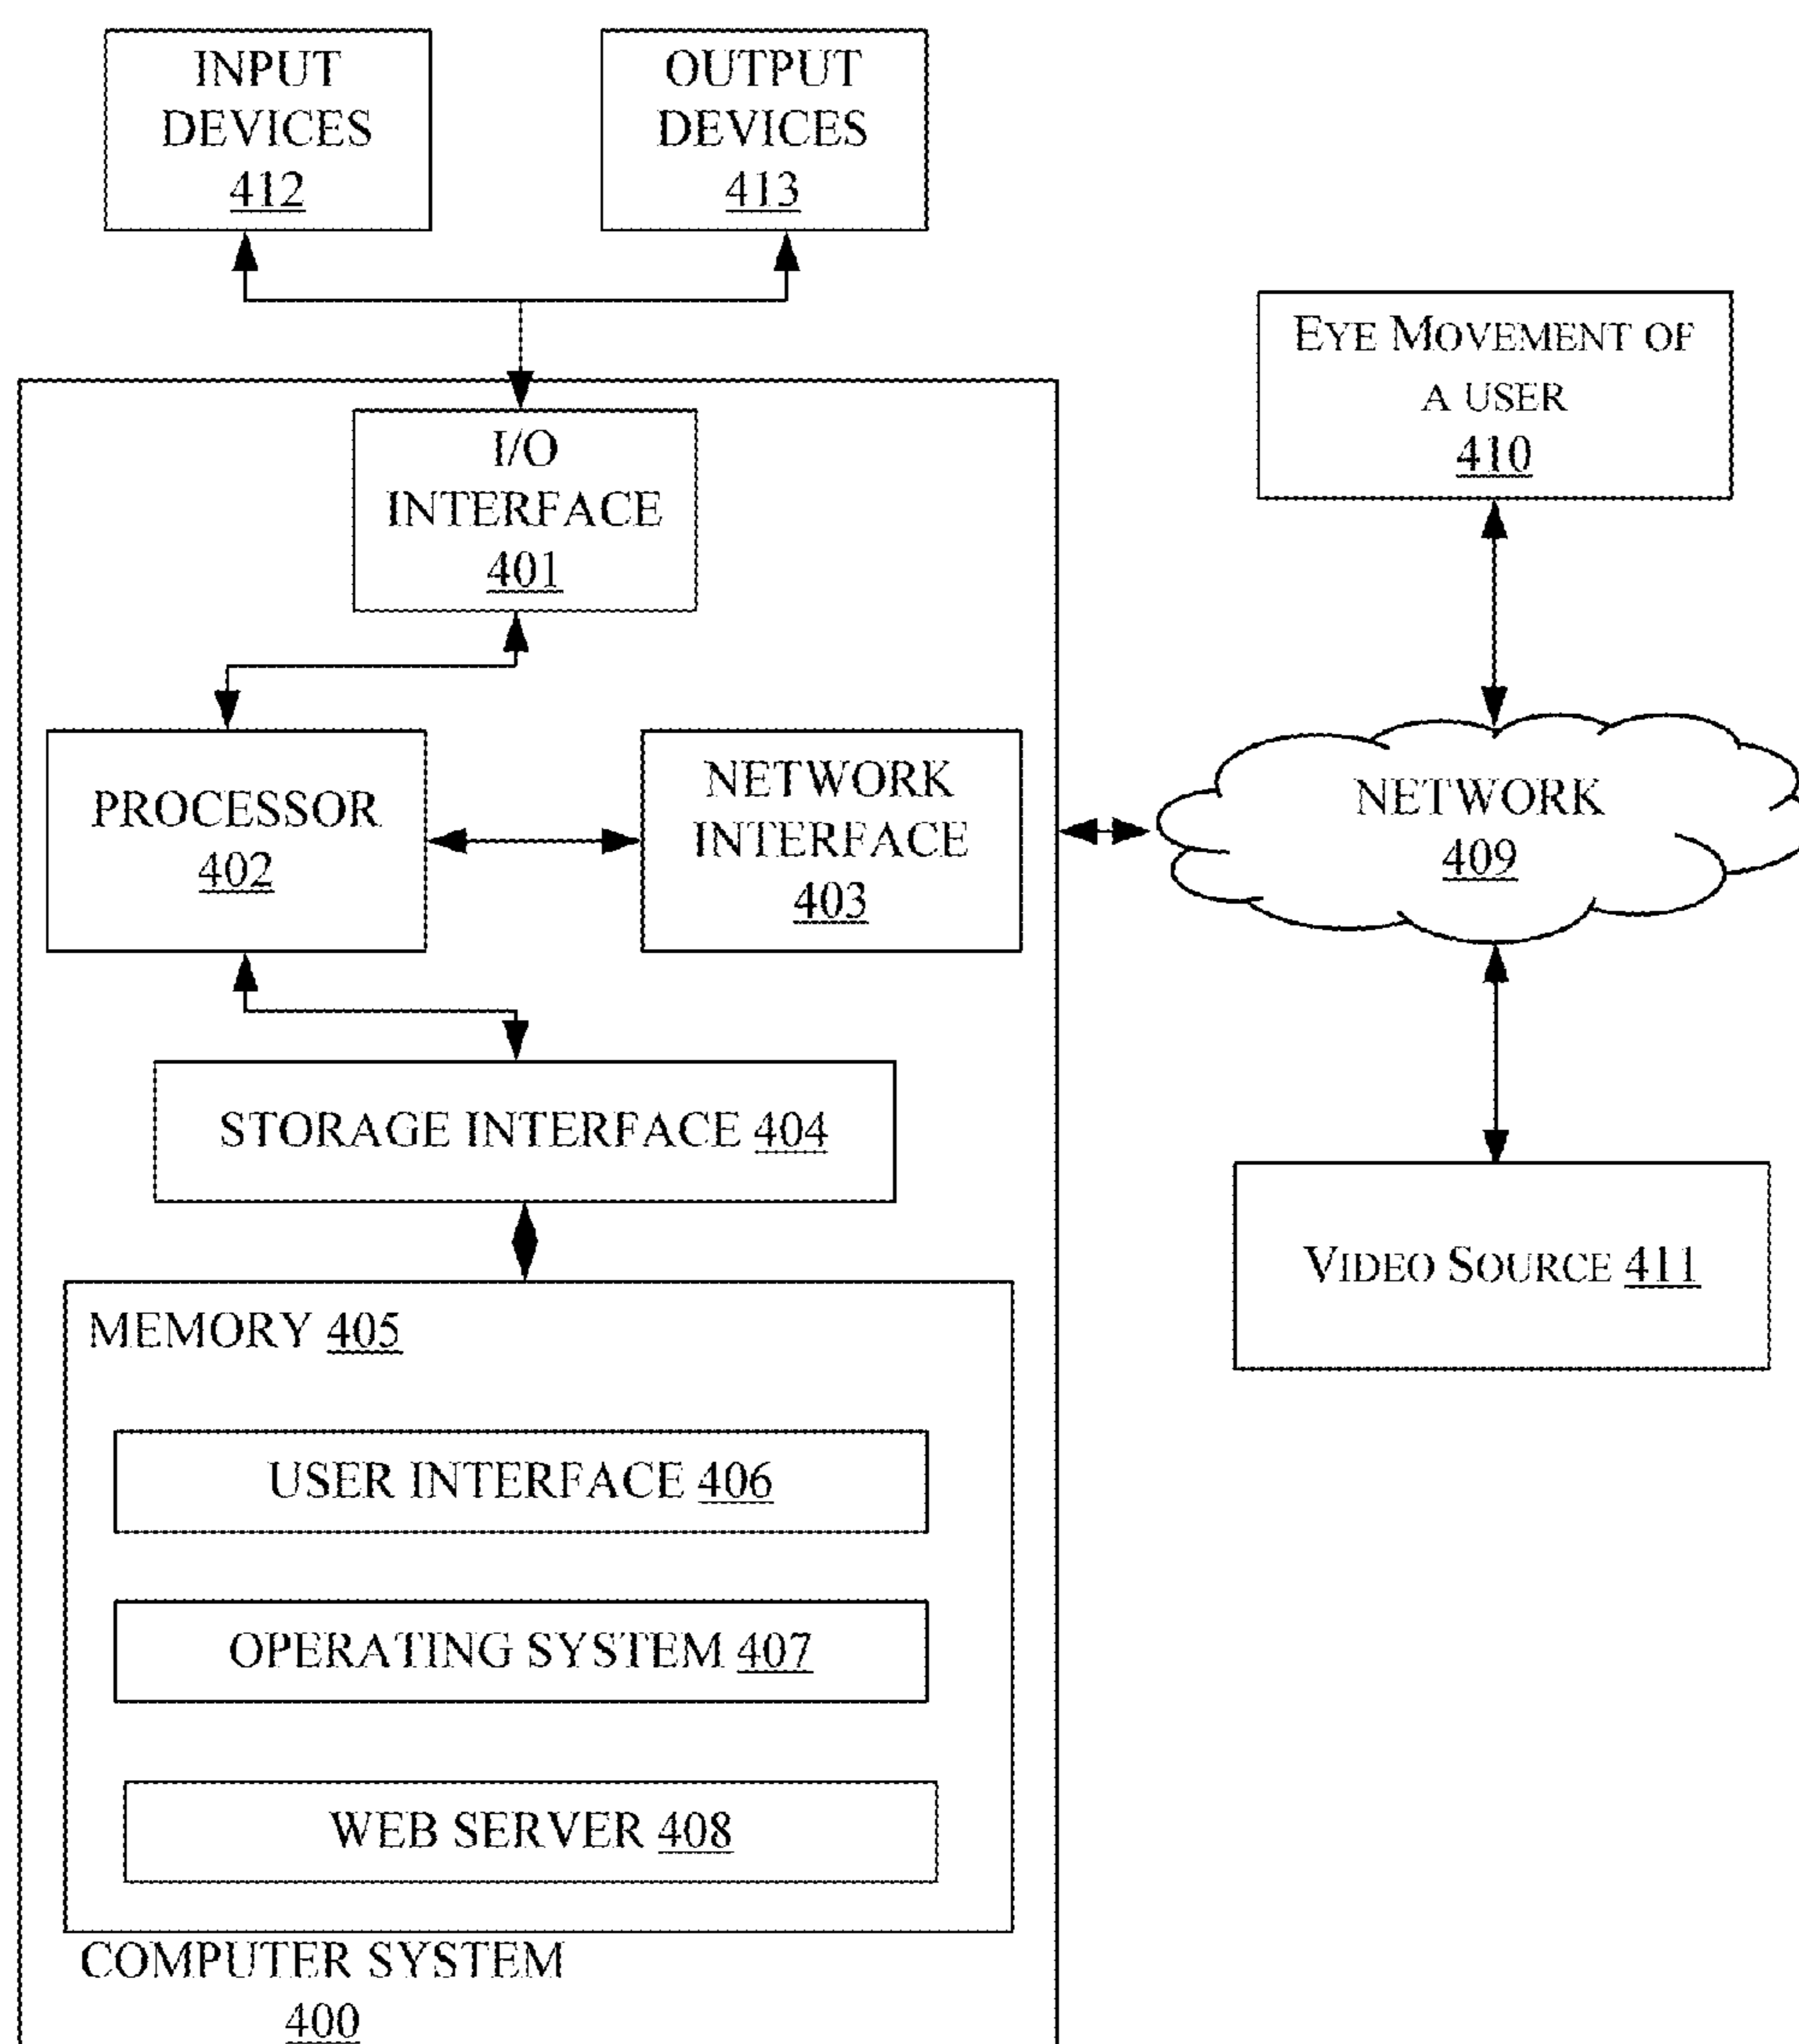 INPUT
DEVICES
412
OUTPUT
DEVICES
413
I/O
INTERFACE
401
EYE MOVEMENT OF
A USER
410
PROCESSOR
402
NETWORK
INTERFACE
403
NETWORK
409
STORAGE INTERFACE 404
VIDEO SOURCE 411
MEMORY 405
USER INTERFACE 406
OPERATING SYSTEM 407
WEB SERVER 408
COMPUTER SYSTEM
400